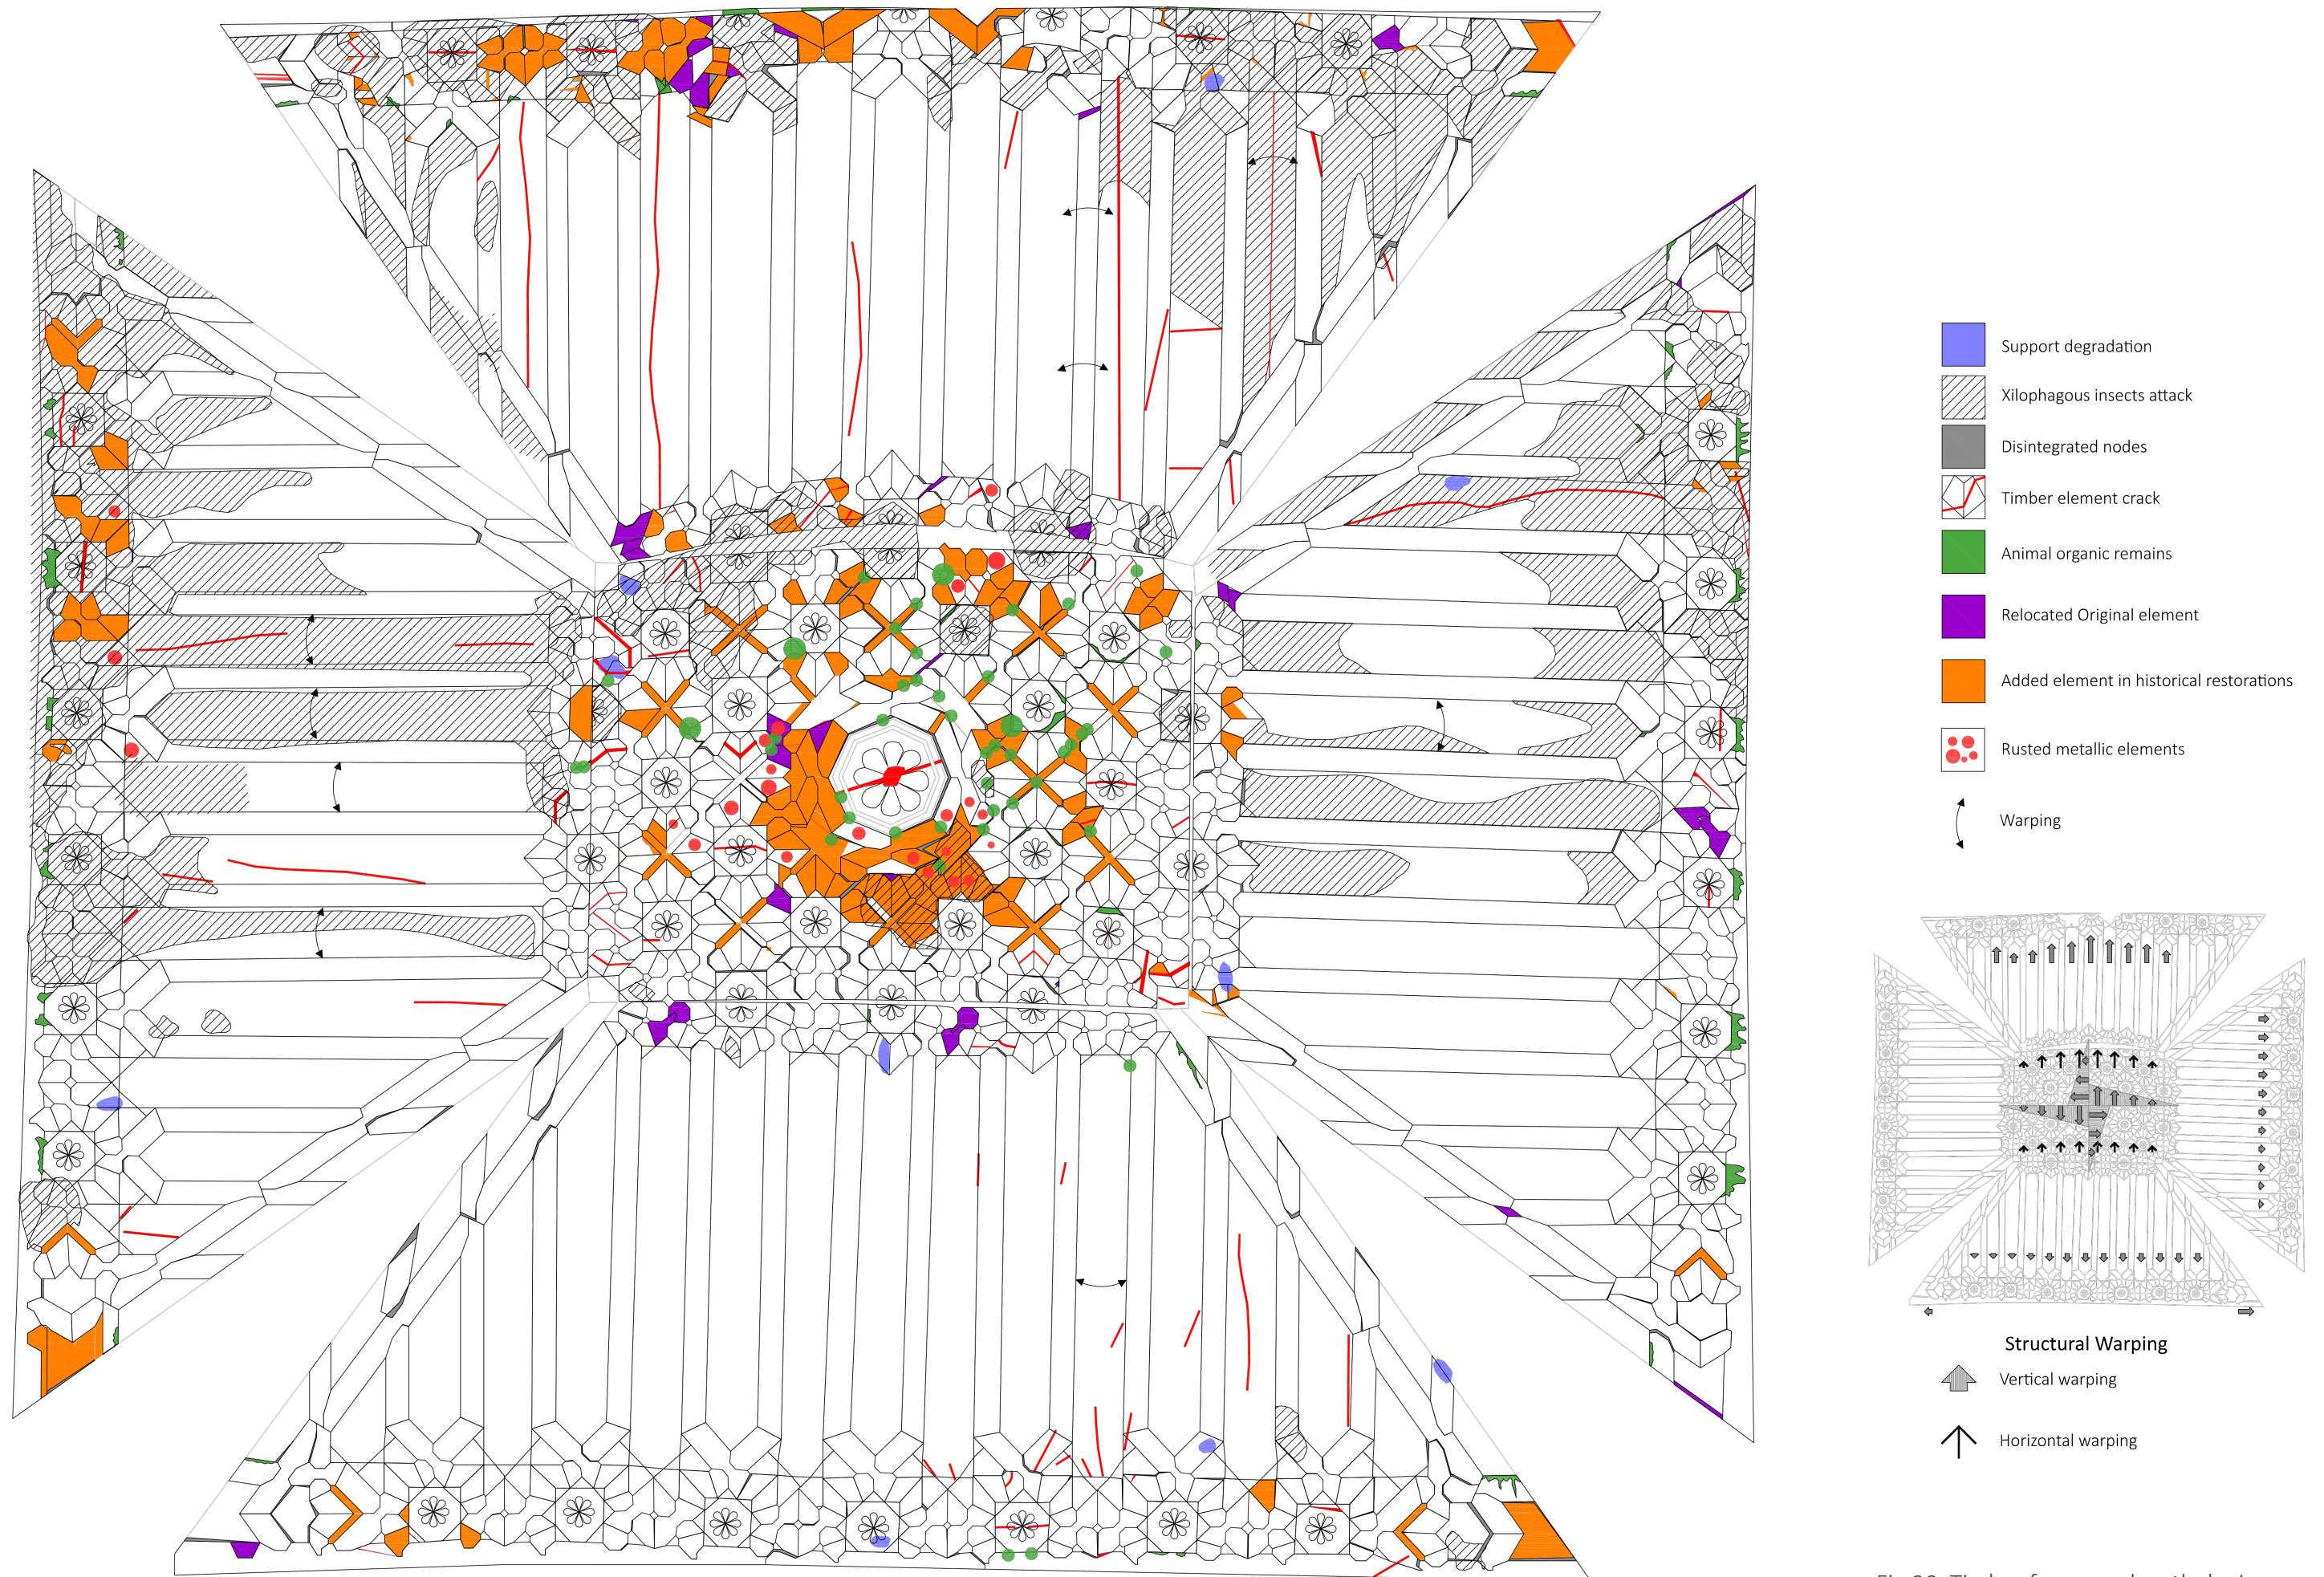 Support degradation
Xilophagous insects attack
Disintegrated nodes
Timber element crack
Animal organic remains
Relocated Original element
Added element in historical restorations
Rusted metallic elements
Warping
Structural Warping
Vertical warping
Horizontal warping